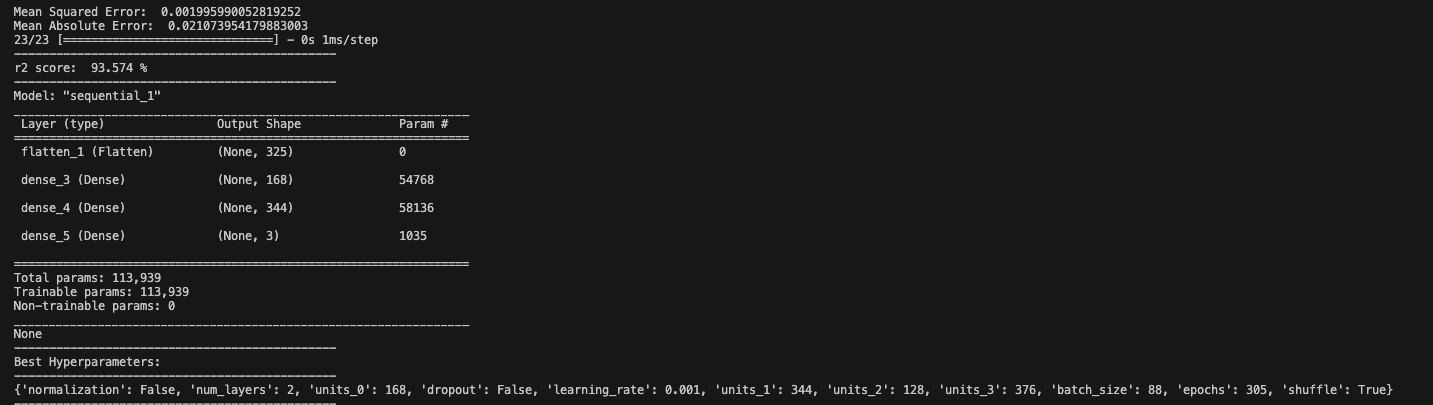 Mean Squared Error:  0.001995990052819252
Mean Absolute Error:  0.021073954179883003
23/23 [==============================] - 0s 1ms/step
----------------------------------------------
r2 score:  93.574 %
----------------------------------------------
Model: "sequential_1"
_________________________________________________________________
 Layer (type)                Output Shape              Param #
=================================================================
 flatten_1 (Flatten)         (None, 325)               0
 dense_3 (Dense)             (None, 168)               54768
 dense_4 (Dense)             (None, 344)               58136
 dense_5 (Dense)             (None, 3)                 1035
=================================================================
Total params: 113,939
Trainable params: 113,939
Non-trainable params: 0
_________________________________________________________________
None
----------------------------------------------
Best Hyperparameters:
----------------------------------------------
{'normalization': False, 'num_layers': 2, 'units_0': 168, 'dropout': False, 'learning_rate': 0.001, 'units_1': 344, 'units_2': 128, 'units_3': 376, 'batch_size': 88, 'epochs': 305, 'shuffle': True}
----------------------------------------------